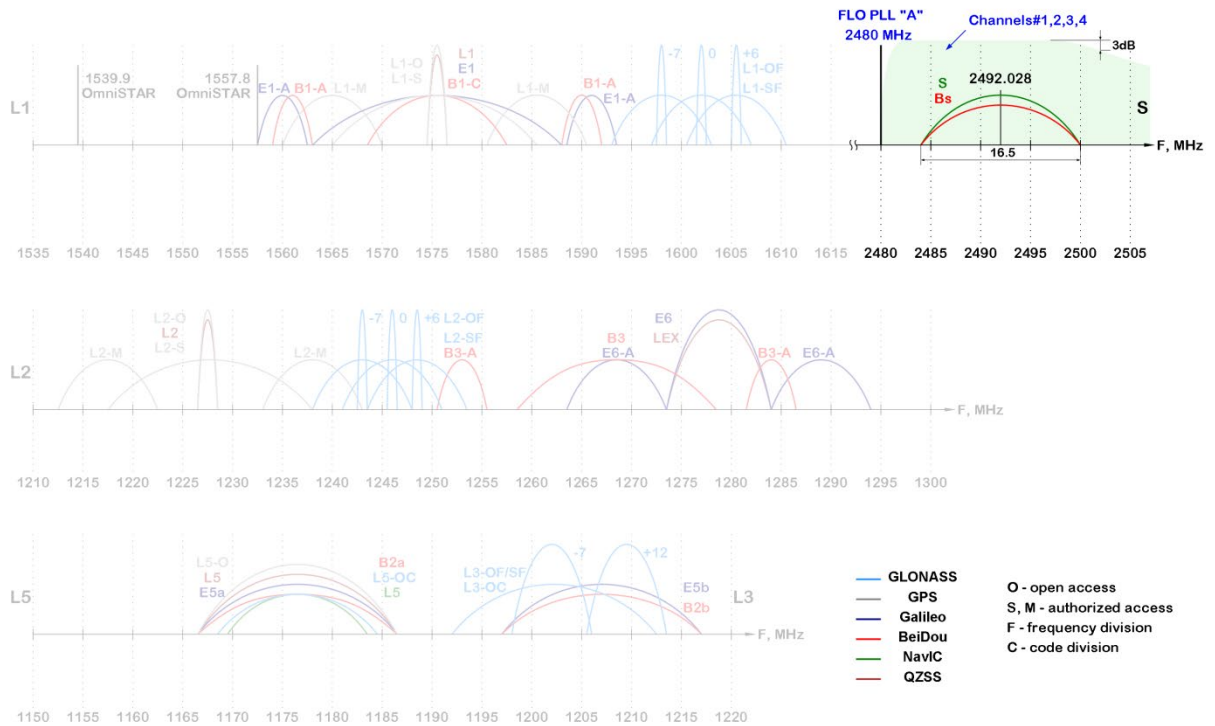 FLO PLL "A"
2480 MHz
Channels#1,2,3,4
3dB
1539.9
OmniSTAR
1557.8
OmniSTAR
E1-A
B1-A
L1-M
L1-O
L1-S
L1
E1
B1-C
L1-M
B1-A
E1-A
-7
0
+6
L1-OF
L1-SF
S
Bs
2492.028
S
16.5
L1
F, MHz
1535 1540 1545 1550 1555 1560 1565 1570 1575 1580 1585 1590 1595 1600 1605 1610 1615
2480 2485 2490 2495 2500 2505
L2-M
L2-O
L2
L2-S
L2-M
-7
0
+6 L2-OF
L2-SF
B3-A
B3
E6-A
E6
LEX
B3-A
E6-A
L2
F, MHz
1210 1215 1220 1225 1230 1235 1240 1245 1250 1255 1260 1265 1270 1275 1280 1285 1290 1295 1300
L5-O
L5
E5a
B2a
L5-OC
L5
L3-OF/SF
L3-OC
-7
+12
E5b
B2b
L5
L3
F, MHz
1150 1155 1160 1165 1170 1175 1180 1185 1190 1195 1200 1205 1210 1215 1220
GLONASS
GPS
Galileo
BeiDou
NavIC
QZSS
O - open access
S, M - authorized access
F - frequency division
C - code division